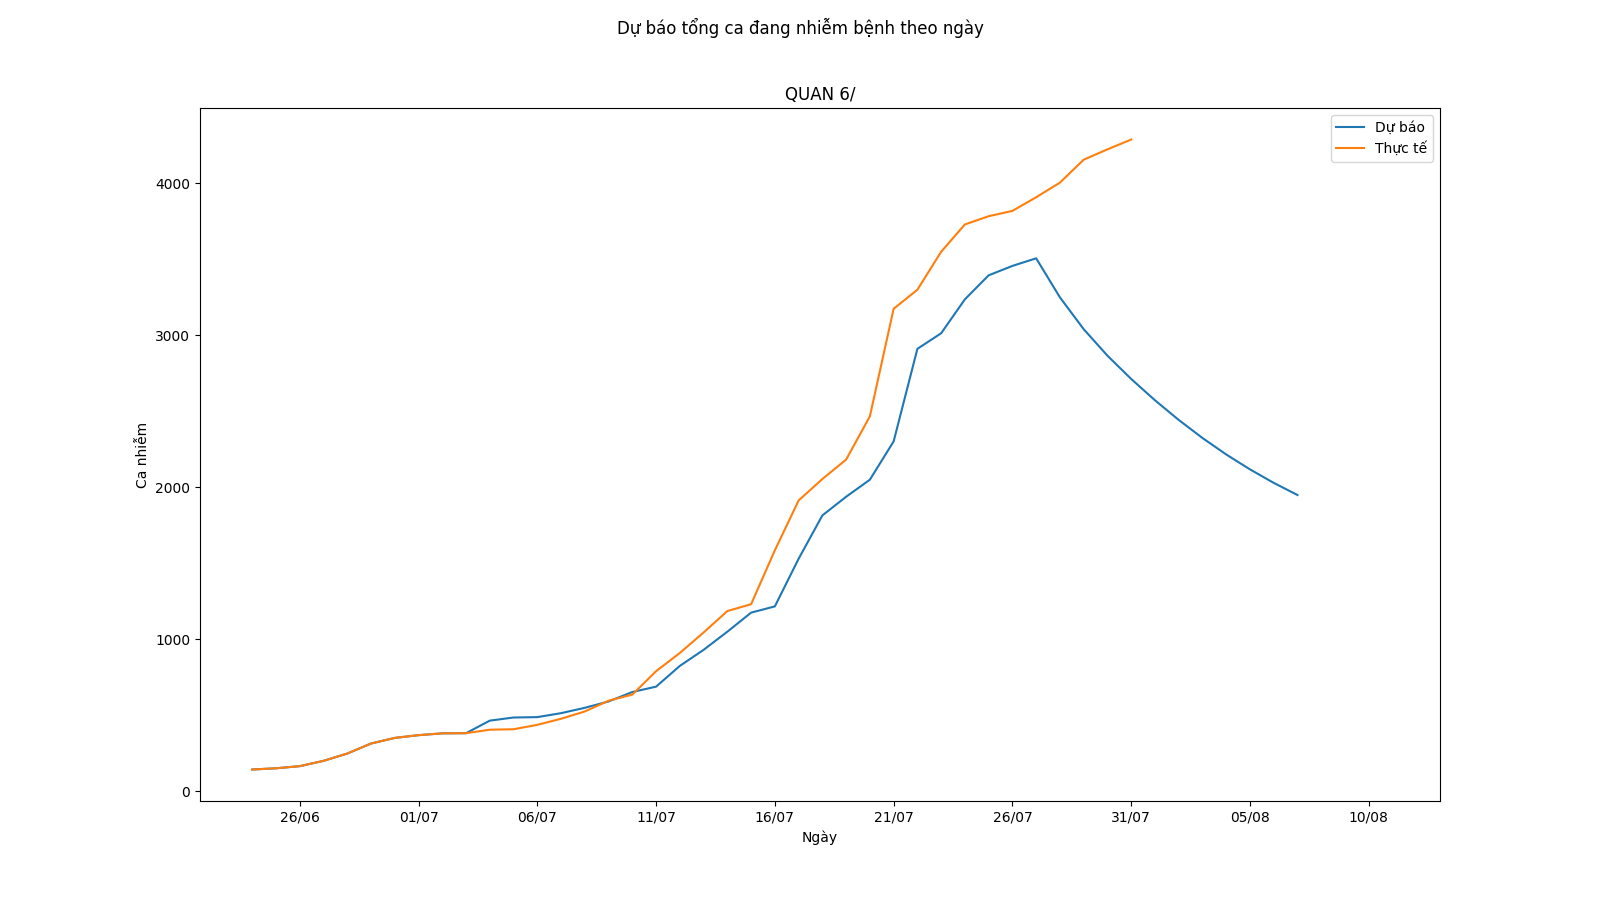 Dự báo tổng ca đang nhiễm bệnh theo ngày
QUAN 6/
Dự báo
Thực tế
4000
3000
2000
1000
0
Ca nhiễm
26/06 01/07 06/07 11/07 16/07 21/07 26/07 31/07 05/08 10/08
Ngày